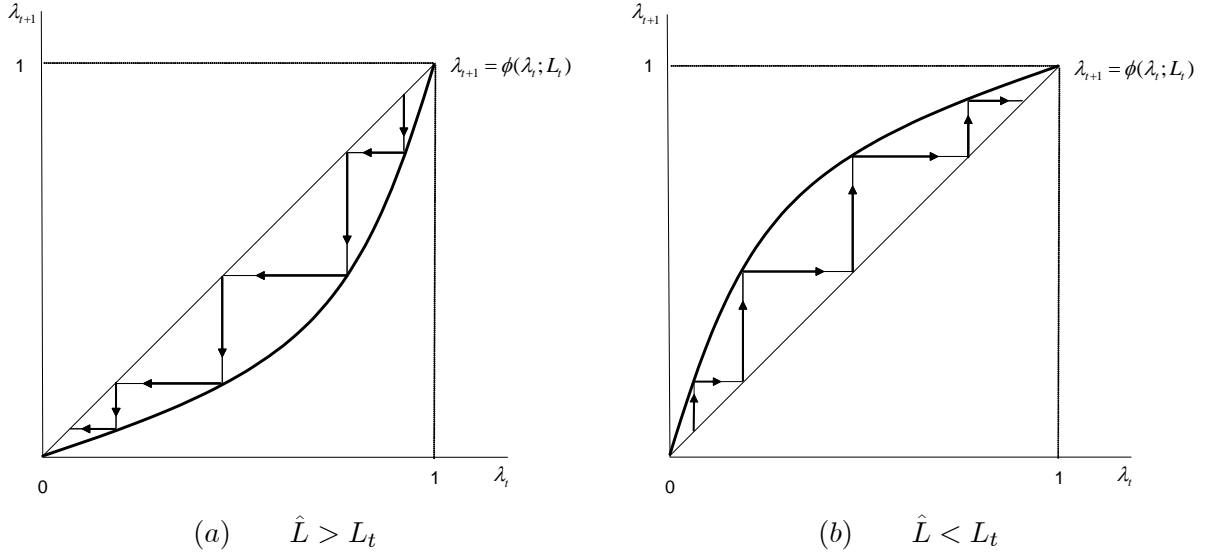 λ_{t+1}
1
λ_{t+1} = ϕ(λ_t; L_t)
0
1
λ_t
(a) L̂ > L_t
λ_{t+1}
1
λ_{t+1} = ϕ(λ_t; L_t)
0
1
λ_t
(b) L̂ < L_t